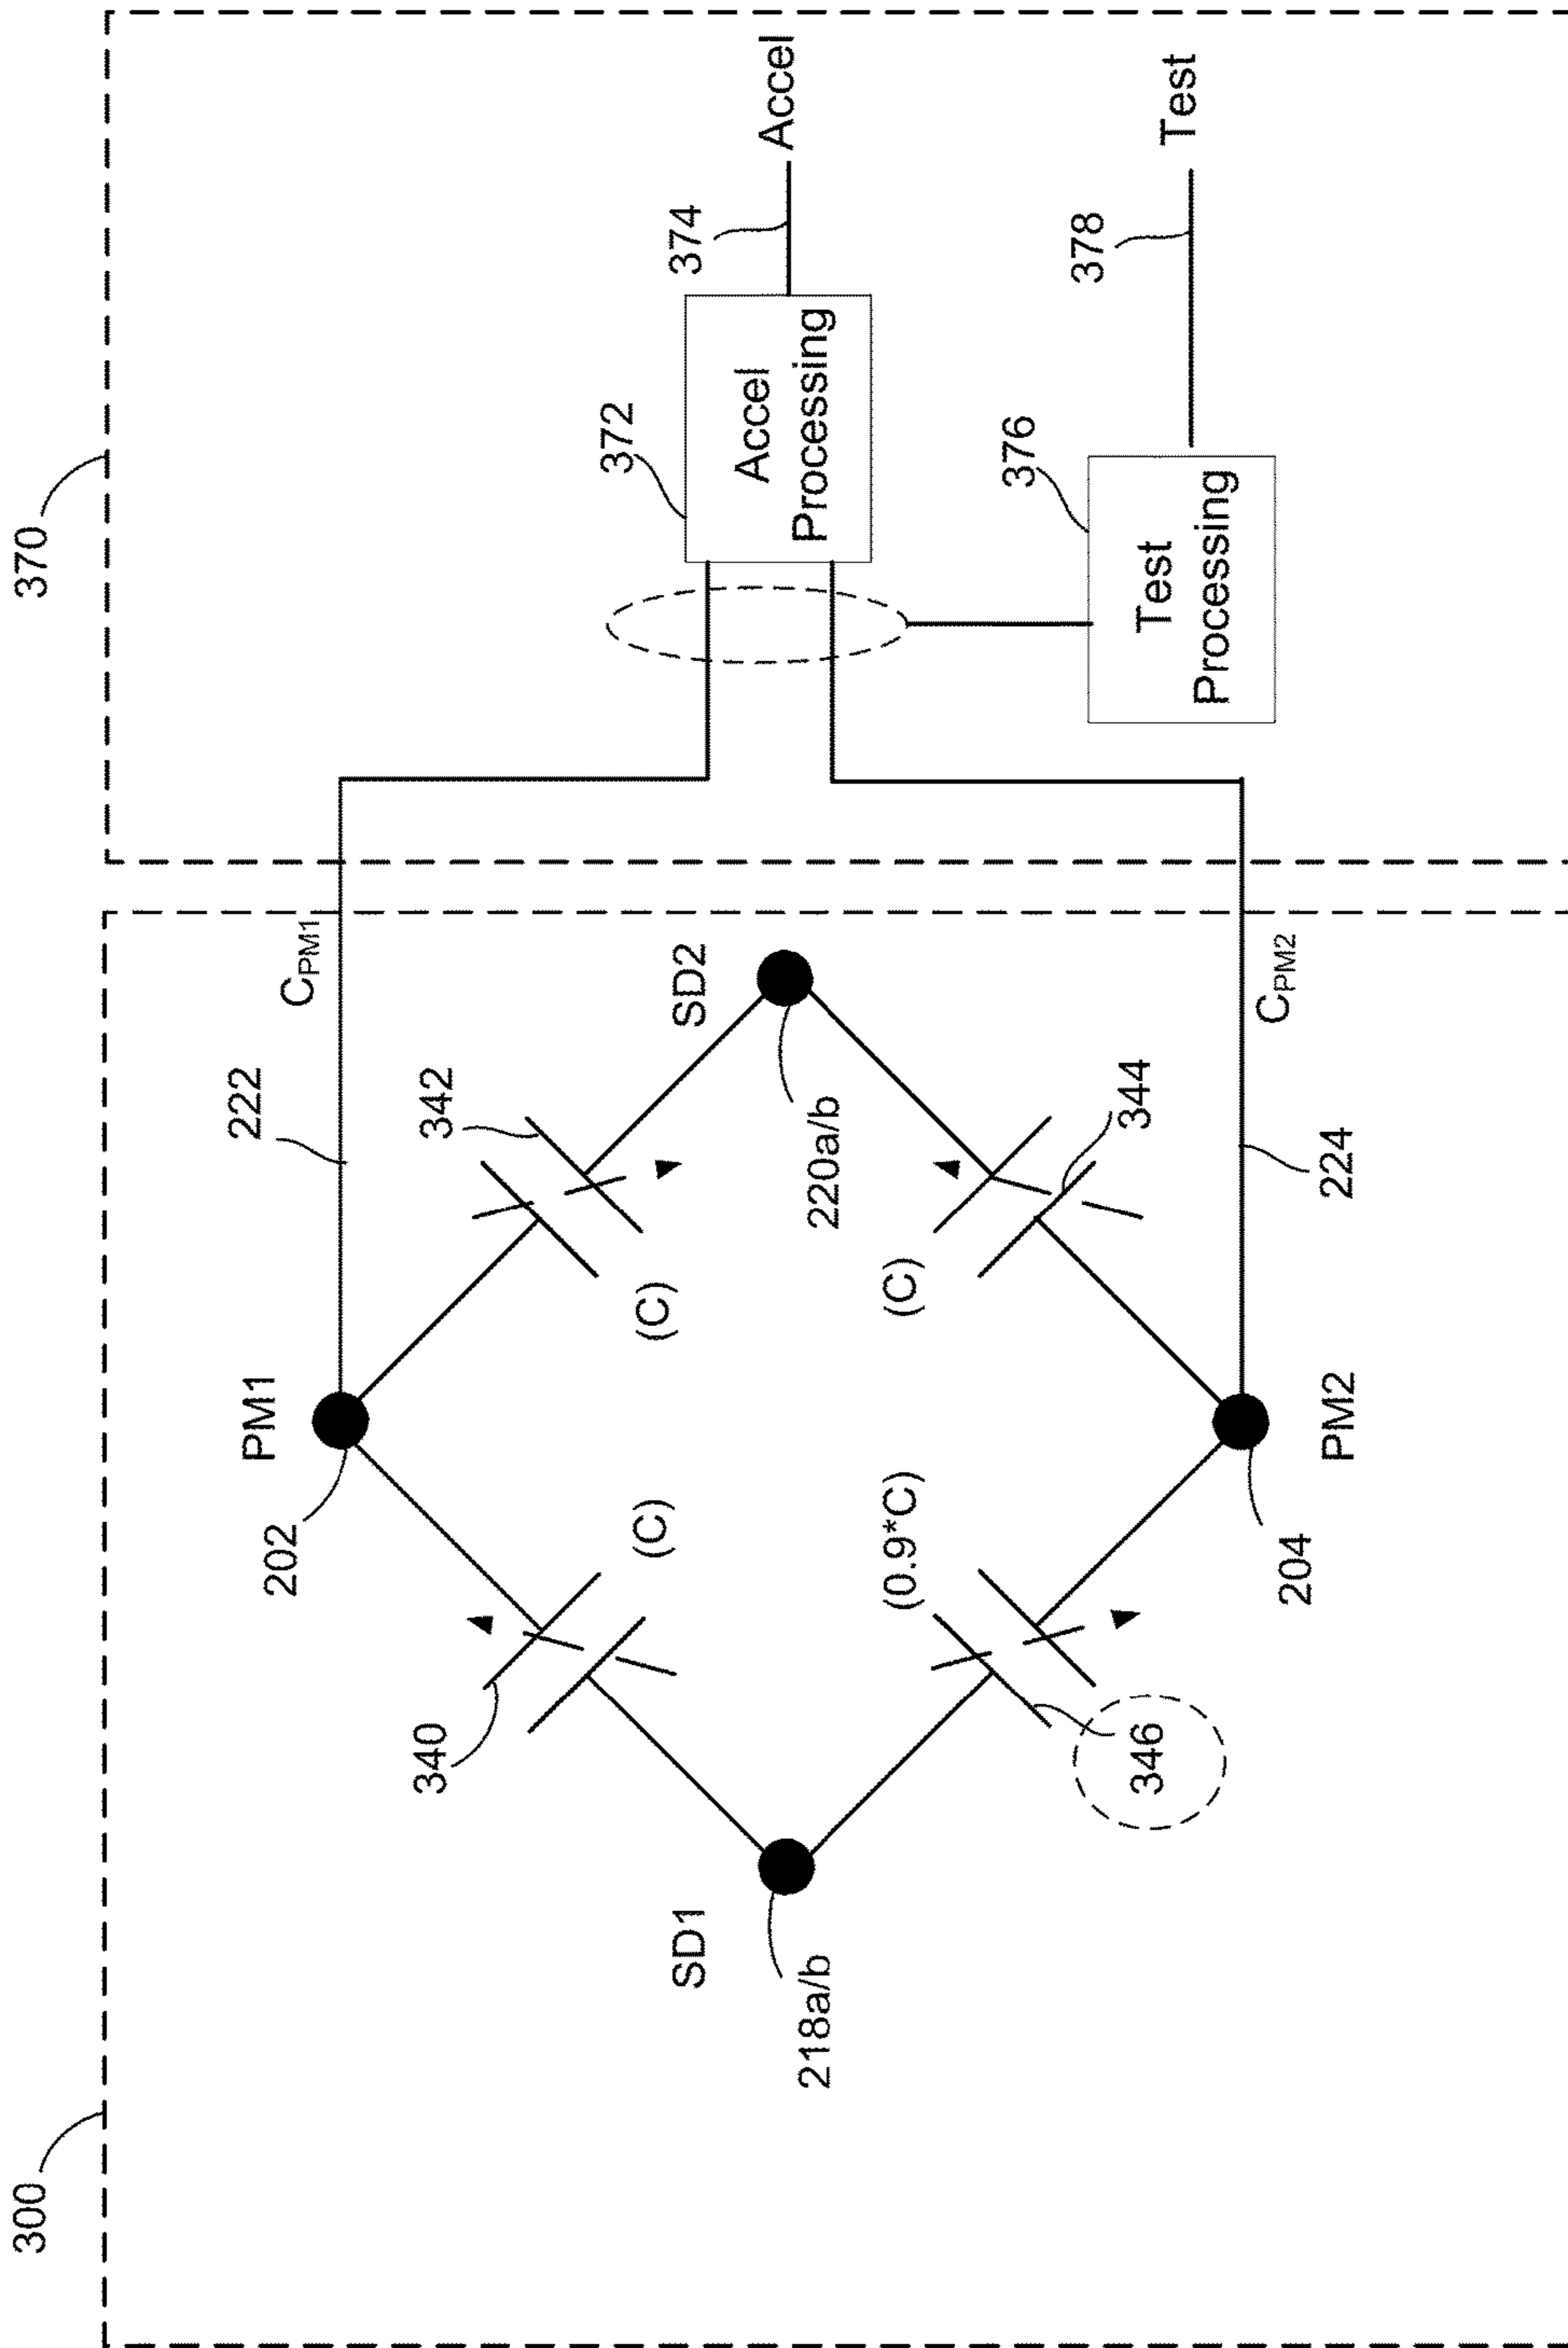 300
370
C_PM1
222
PM1
202
342
(C)
340
(C)
SD2
220a/b
SD1
218a/b
(C)
344
(0.9*C)
346
PM2
204
224
C_PM2
372
Accel
Processing
374
Accel
376
Test
Processing
378
Test